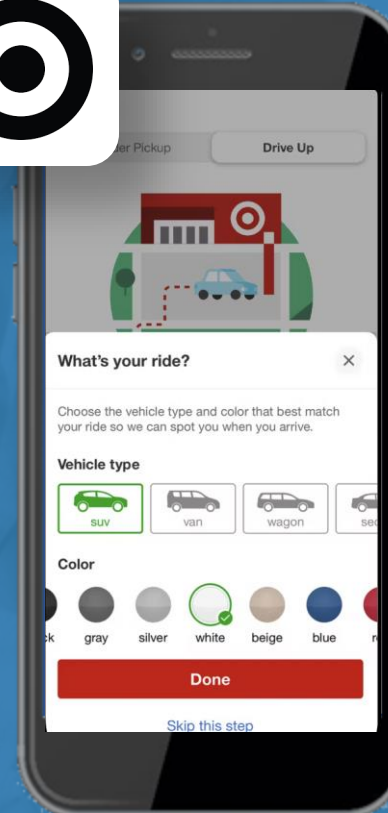 Pickup
Drive Up
What's your ride?
Choose the vehicle type and color that best match
your ride so we can spot you when you arrive.
Vehicle type
suv
van
wagon
Color
gray
silver
white
beige
blue
Done
Skip this step